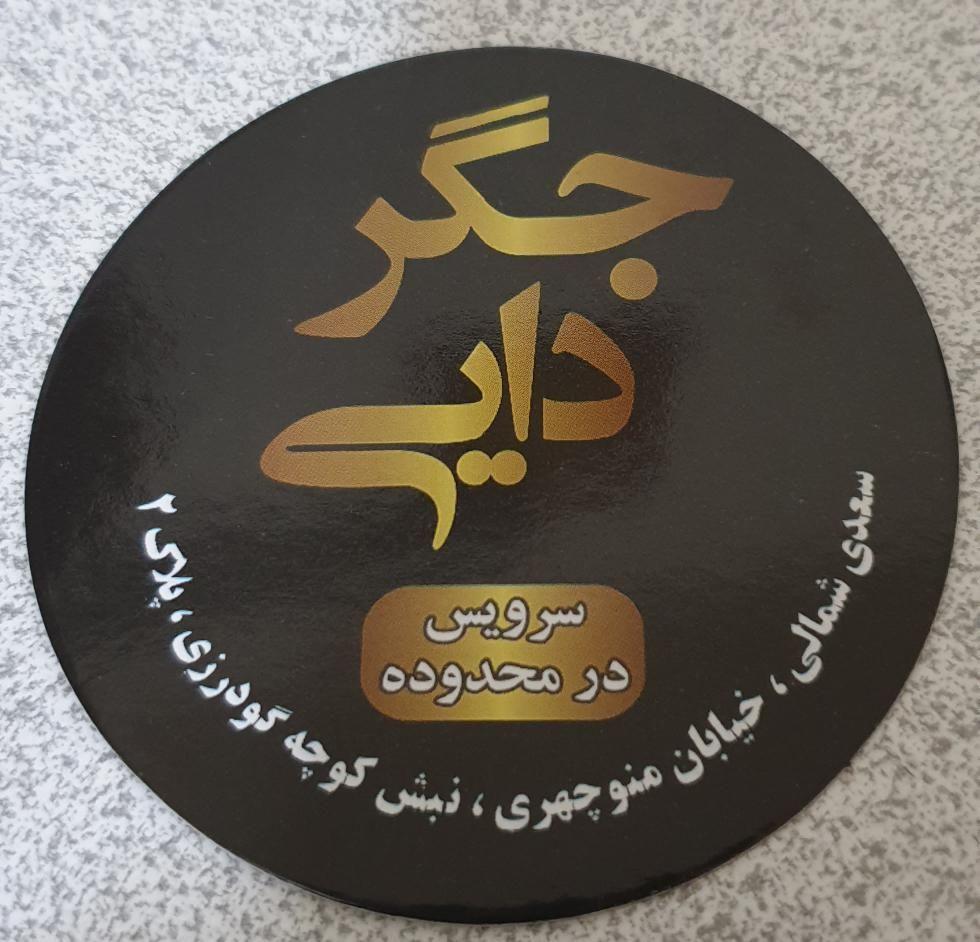 جگر
دایی
سرویس
در محدوده
سعدی شمالی ، خیابان منوچهری ، نبش کوچه گودرزی ، پلاک ۲